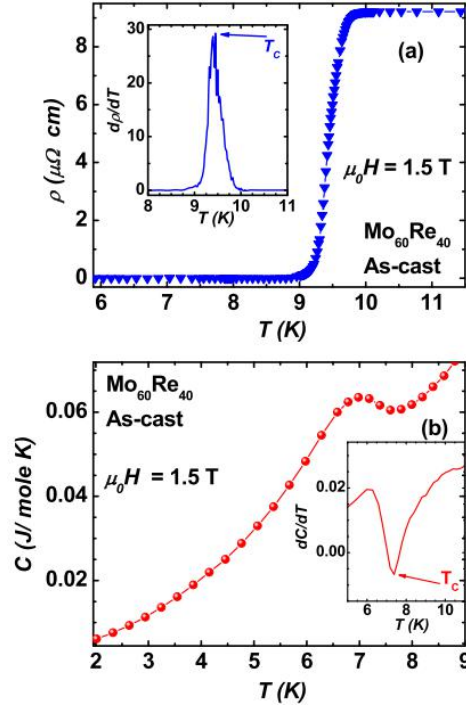 30
20
10
0
dρ/dT
T_C
8 9 10 11
T (K)
(a)
μ₀H = 1.5 T
Mo₆₀Re₄₀
As-cast
8
6
4
2
0
ρ (μΩ cm)
6 7 8 9 10 11
T (K)
Mo₆₀Re₄₀
As-cast
μ₀H = 1.5 T
(b)
0.06
0.04
0.02
C (J/ mole K)
0.02
0.00
dC/dT
T_C
6 8 10
T (K)
2 3 4 5 6 7 8 9
T (K)